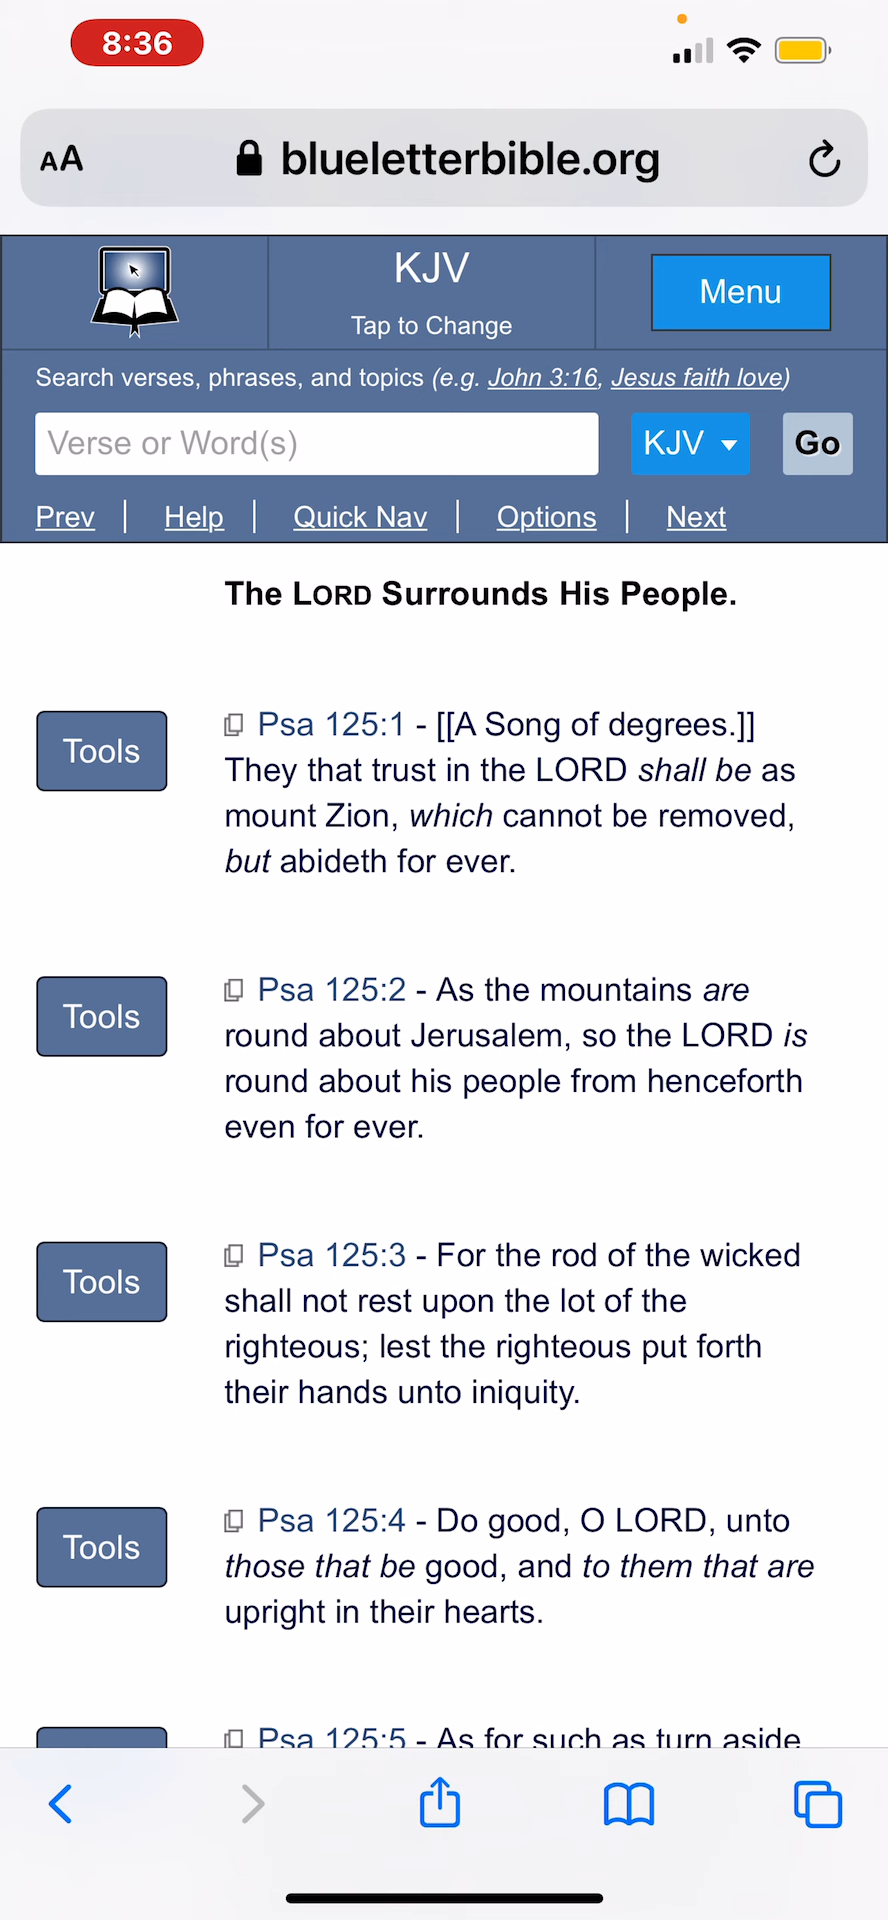 8:36
AA blueletterbible.org
KJV
Tap to Change
Menu
Search verses, phrases, and topics (e.g. John 3:16, Jesus faith love)
Verse or Word(s) KJV Go
Prev | Help | Quick Nav | Options | Next
The LORD Surrounds His People.
Tools
Psa 125:1 - [[A Song of degrees.]]
They that trust in the LORD shall be as
mount Zion, which cannot be removed,
but abideth for ever.
Tools
Psa 125:2 - As the mountains are
round about Jerusalem, so the LORD is
round about his people from henceforth
even for ever.
Tools
Psa 125:3 - For the rod of the wicked
shall not rest upon the lot of the
righteous; lest the righteous put forth
their hands unto iniquity.
Tools
Psa 125:4 - Do good, O LORD, unto
those that be good, and to them that are
upright in their hearts.
Psa 125:5 - As for such as turn aside